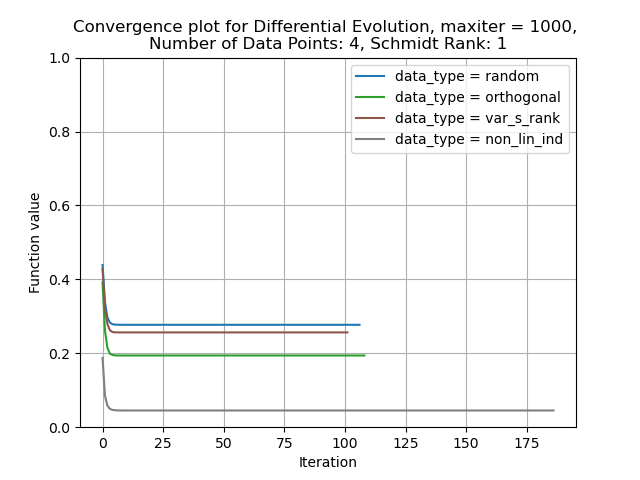 Convergence plot for Differential Evolution, maxiter = 1000,
Number of Data Points: 4, Schmidt Rank: 1
1.0
0.8
0.6
0.4
0.2
0.0
Function value
data_type = random
data_type = orthogonal
data_type = var_s_rank
data_type = non_lin_ind
0 25 50 75 100 125 150 175
Iteration